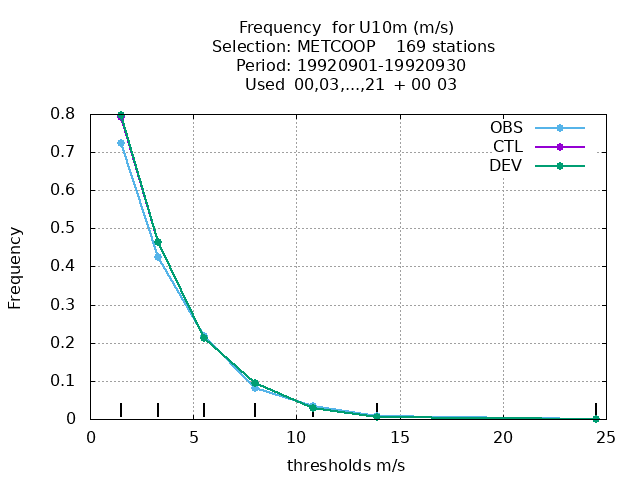 Frequency  for U10m (m/s)
Selection: METCOOP    169 stations
Period: 19920901-19920930
Used  00,03,...,21  + 00 03
OBS
CTL
DEV
0.8
0.7
0.6
0.5
0.4
0.3
0.2
0.1
0
Frequency
0 5 10 15 20 25
thresholds m/s